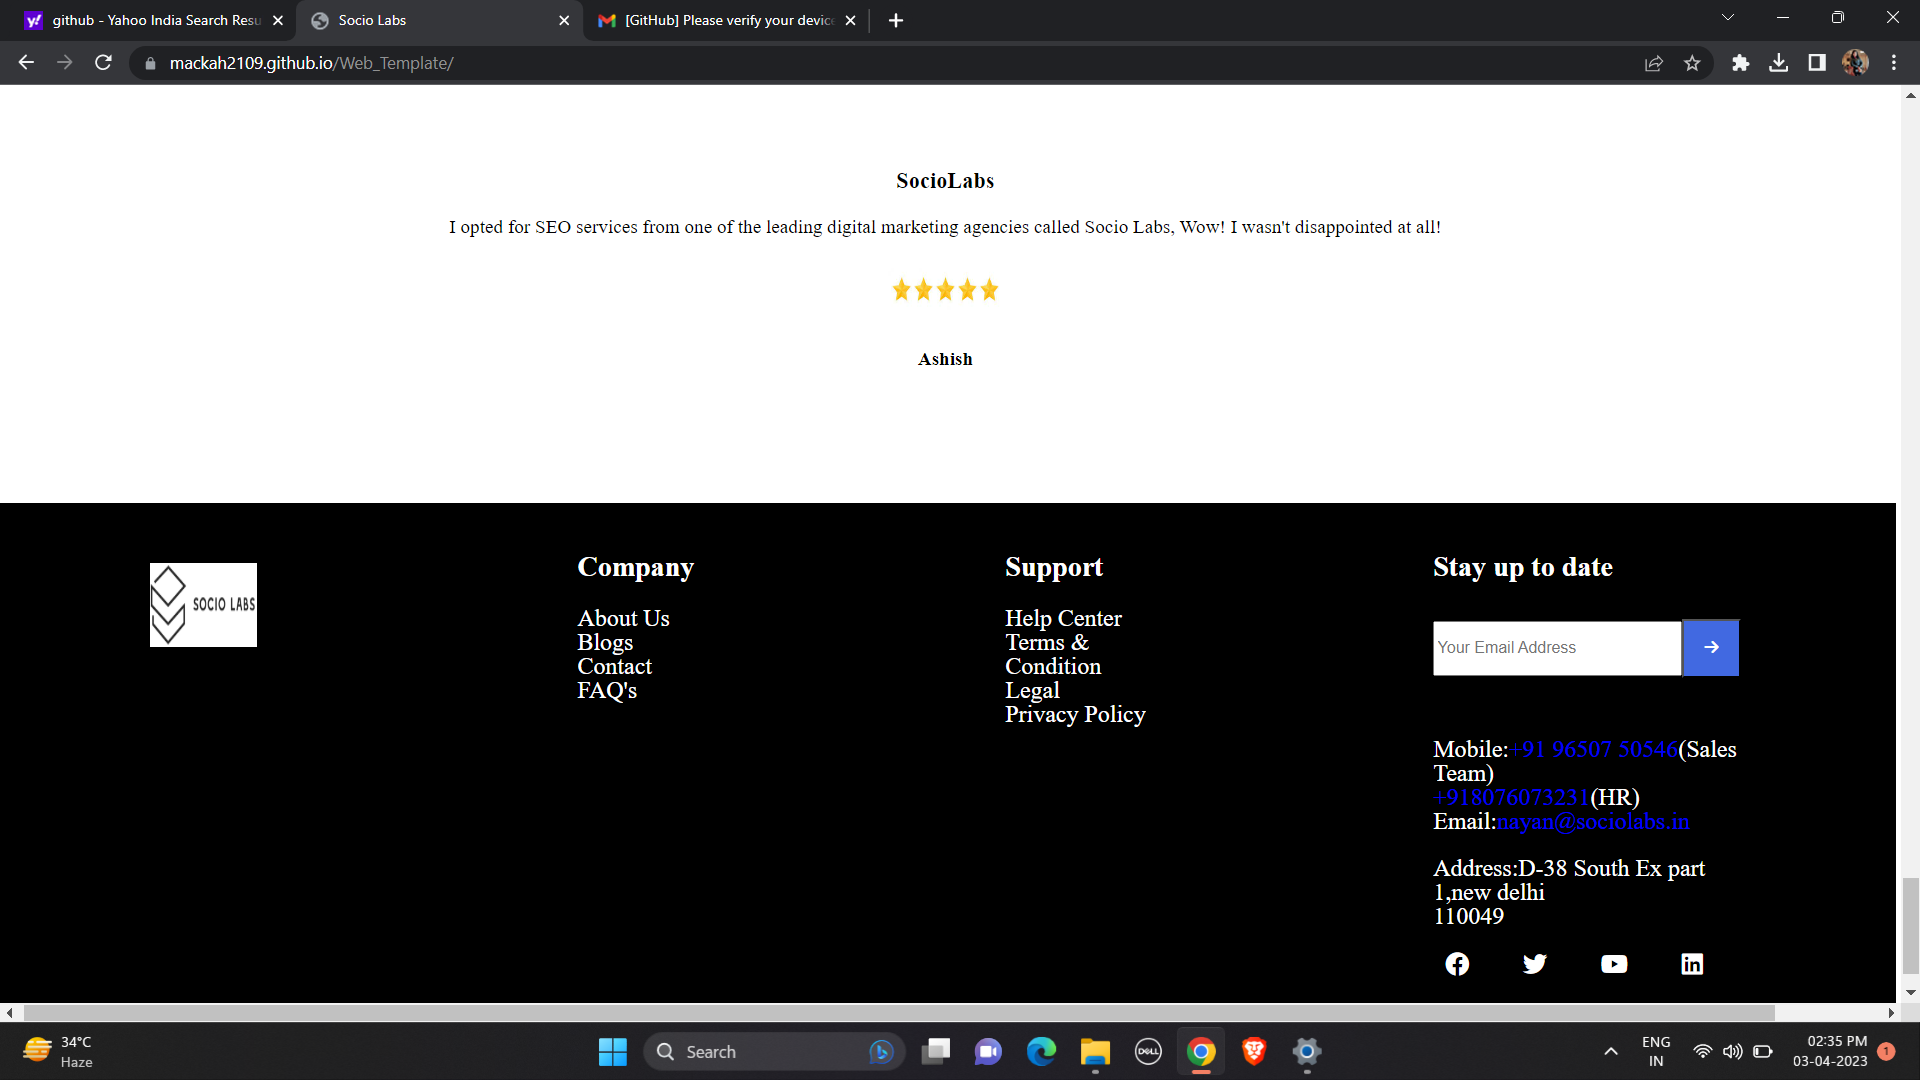 github - Yahoo India Search Resu
Socio Labs
[GitHub] Please verify your device
mackah2109.github.io/Web_Template/
SocioLabs
I opted for SEO services from one of the leading digital marketing agencies called Socio Labs, Wow! I wasn't disappointed at all!
Ashish
SOCIO LABS
Company
About Us
Blogs
Contact
FAQ's
Support
Help Center
Terms &
Condition
Legal
Privacy Policy
Stay up to date
Your Email Address
Mobile:+91 96507 50546(Sales
Team)
+918076073231(HR)
Email:nayan@sociolabs.in
Address:D-38 South Ex part
1,new delhi
110049
34°C
Haze
Search
DELL
ENG
IN
02:35 PM
03-04-2023
1